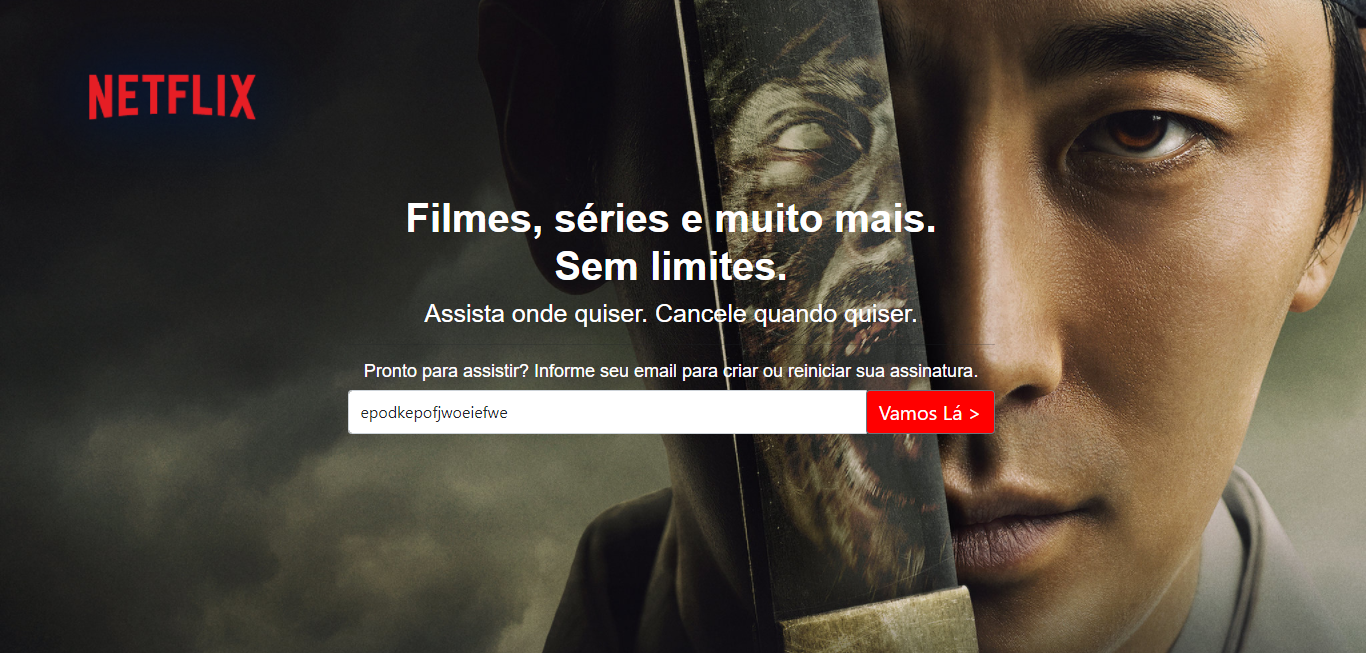 NETFLIX
Filmes, séries e muito mais.
Sem limites.
Assista onde quiser. Cancele quando quiser.
Pronto para assistir? Informe seu email para criar ou reiniciar sua assinatura.
epodkepofjwoeiefwe
Vamos Lá >